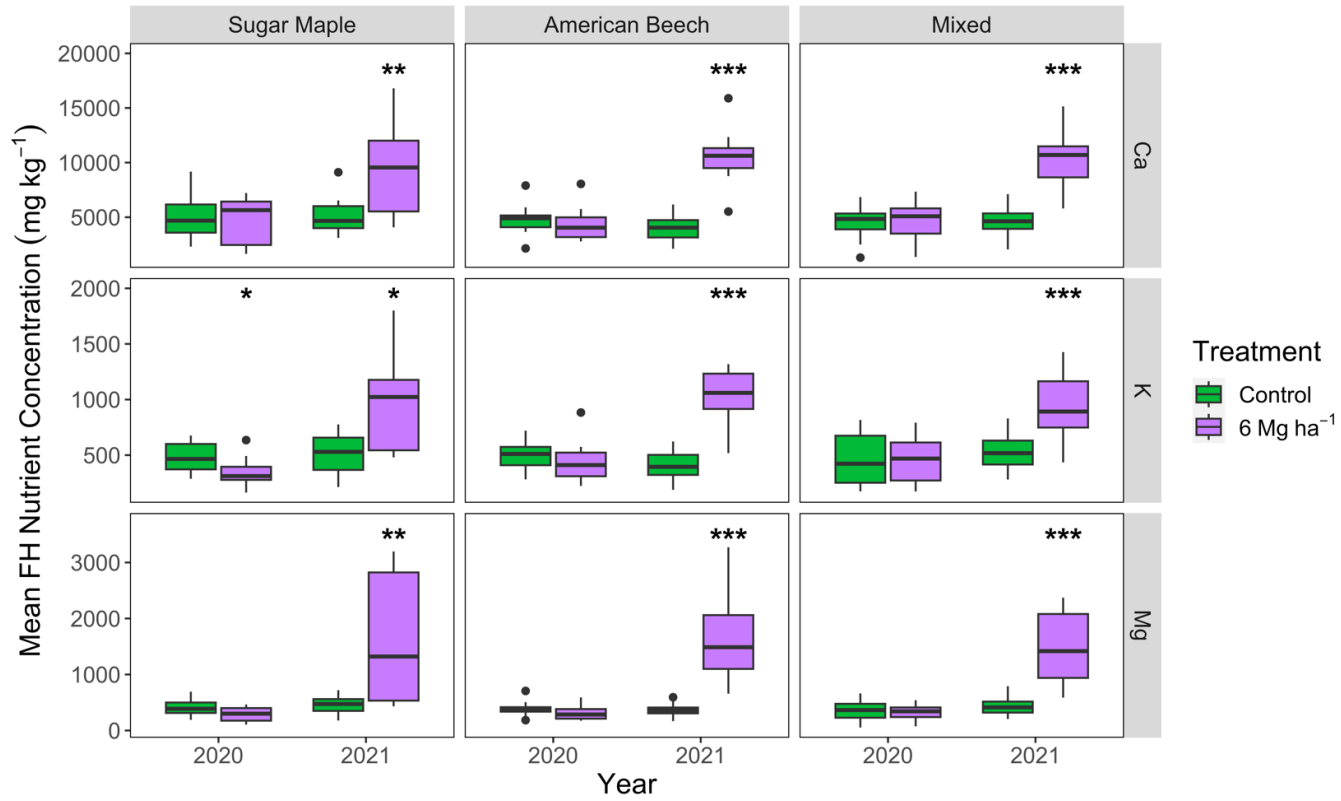 Sugar Maple
American Beech
Mixed
Mean FH Nutrient Concentration (mg kg⁻¹)
20000
15000
10000
5000
**
***
***
Ca
2000
1500
1000
500
*
*
***
***
K
3000
2000
1000
0
**
***
***
Mg
2020
2021
2020
2021
2020
2021
Year
Treatment
Control
6 Mg ha⁻¹